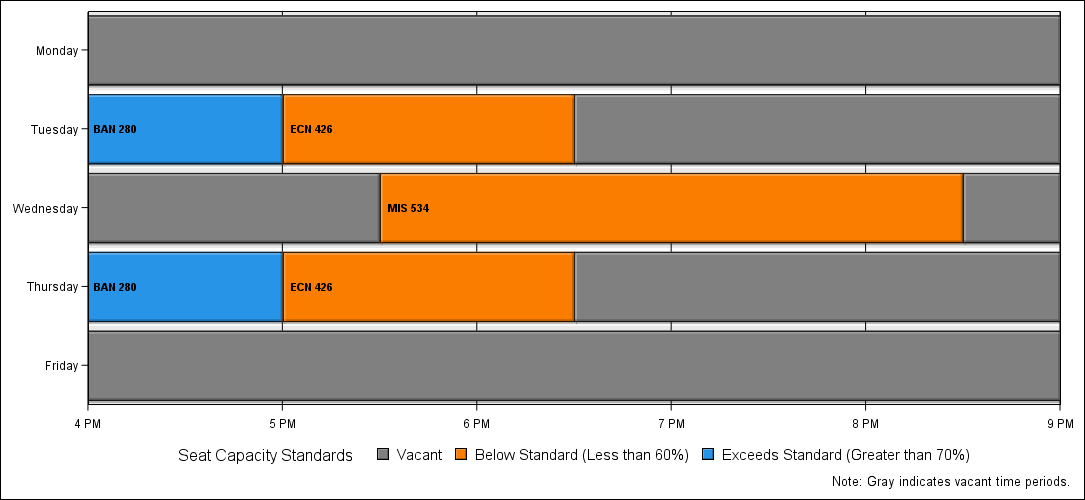 Monday
Tuesday
BAN 280
ECN 426
Wednesday
MIS 534
Thursday
BAN 280
ECN 426
Friday
4 PM 5 PM 6 PM 7 PM 8 PM 9 PM
Seat Capacity Standards Vacant Below Standard (Less than 60%) Exceeds Standard (Greater than 70%)
Note: Gray indicates vacant time periods.